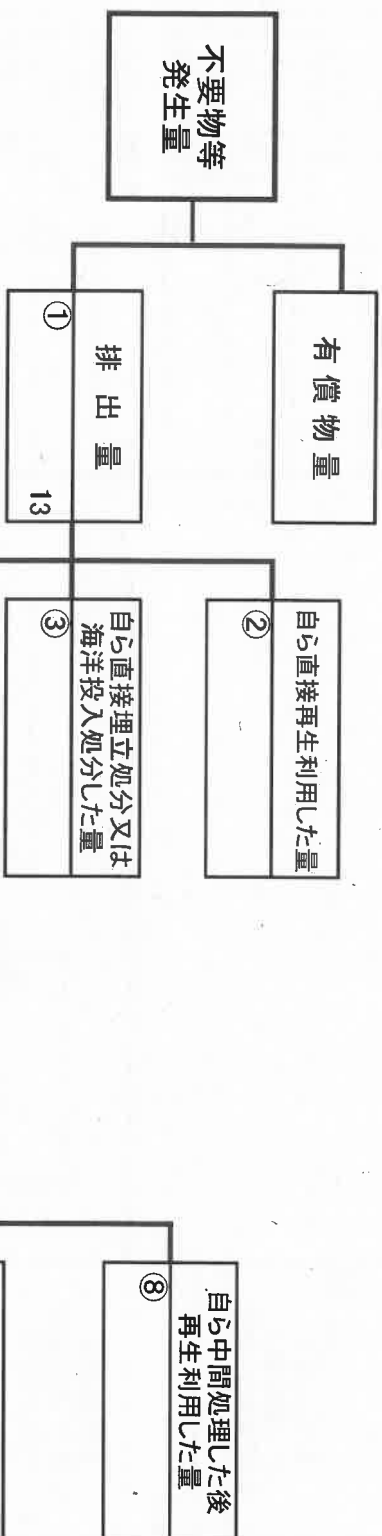 不要物等
発生量
有償物量
排出量
① 13
自ら直接再生利用した量
②
自ら直接埋立処分又は
海洋投入処分した量
③
自ら中間処理した後
再生利用した量
⑧